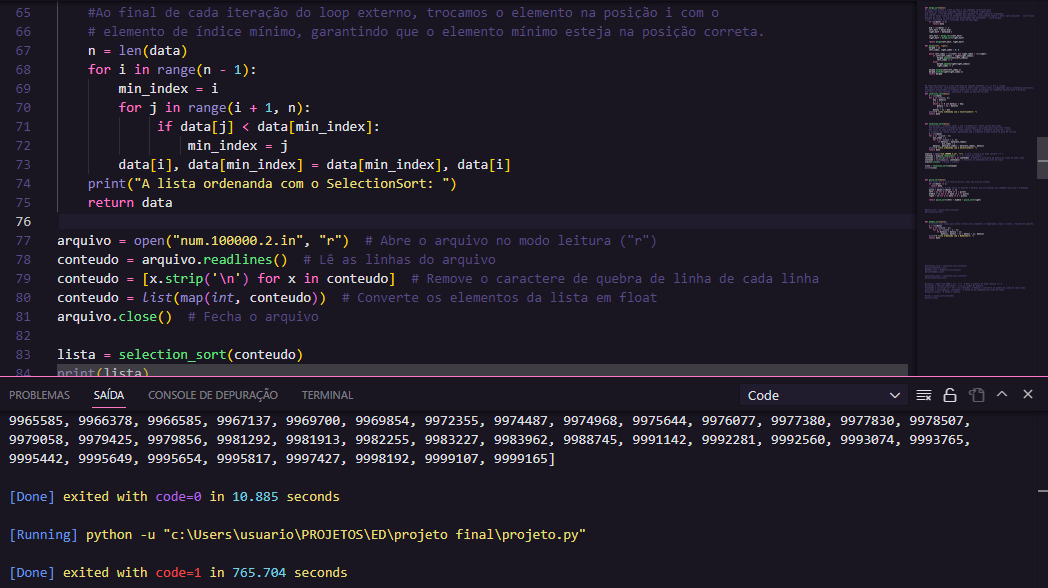 65 #Ao final de cada iteração do loop externo, trocamos o elemento na posição i com o
66 # elemento de índice mínimo, garantindo que o elemento mínimo esteja na posição correta.
67 n = len(data)
68 for i in range(n - 1):
69 min_index = i
70 for j in range(i + 1, n):
71 if data[j] < data[min_index]:
72 min_index = j
73 data[i], data[min_index] = data[min_index], data[i]
74 print("A lista ordenanda com o SelectionSort: ")
75 return data
76
77 arquivo = open("num.100000.2.in", "r") # Abre o arquivo no modo leitura ("r")
78 conteudo = arquivo.readlines() # Lê as linhas do arquivo
79 conteudo = [x.strip('\n') for x in conteudo] # Remove o caractere de quebra de linha de cada linha
80 conteudo = list(map(int, conteudo)) # Converte os elementos da lista em float
81 arquivo.close() # Fecha o arquivo
82
83 lista = selection_sort(conteudo)
84 print(lista)
PROBLEMAS SAÍDA CONSOLE DE DEPURAÇÃO TERMINAL Code
9965585, 9966378, 9966585, 9967137, 9969700, 9969854, 9972355, 9974487, 9974968, 9975644, 9976077, 9977380, 9977830, 9978507,
9979058, 9979425, 9979856, 9981292, 9981913, 9982255, 9983227, 9983962, 9988745, 9991142, 9992281, 9992560, 9993074, 9993765,
9995442, 9995649, 9995654, 9995817, 9997427, 9998192, 9999107, 9999165]
[Done] exited with code=0 in 10.885 seconds
[Running] python -u "c:\Users\usuario\PROJETOS\ED\projeto final\projeto.py"
[Done] exited with code=1 in 765.704 seconds